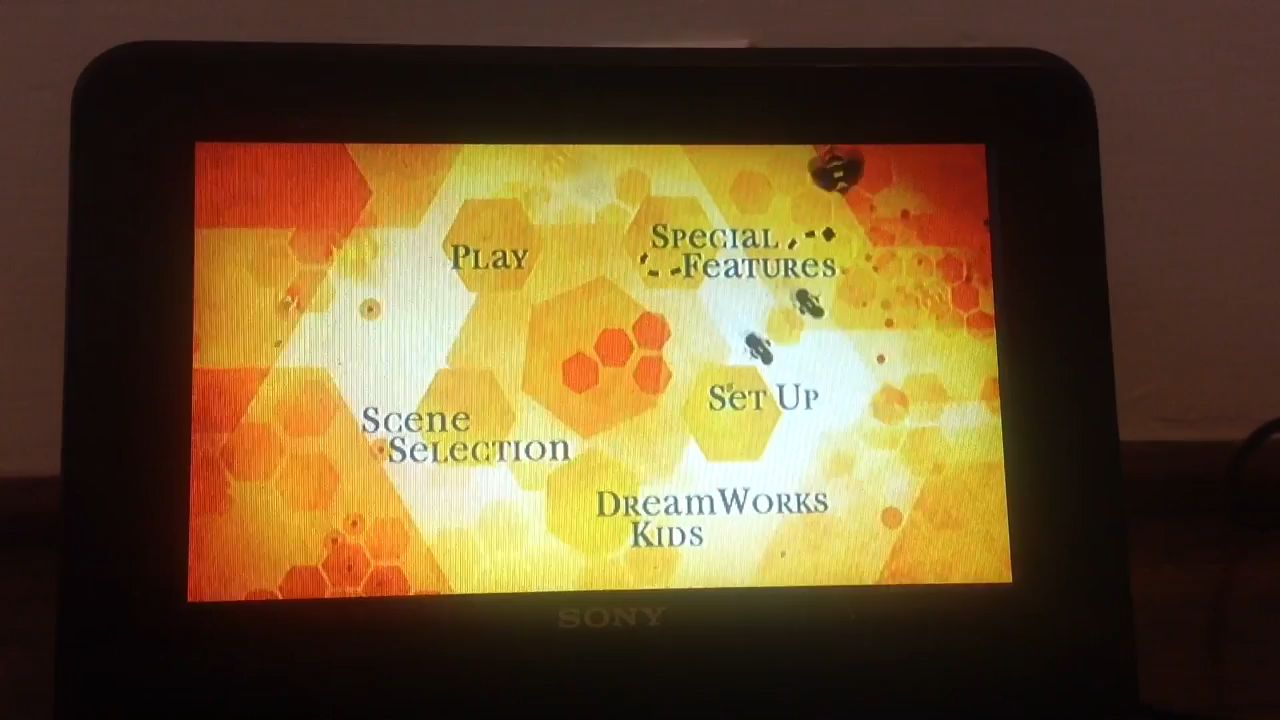 Play
Special
Features
Scene
Selection
Set Up
DreamWorks
Kids
SONY